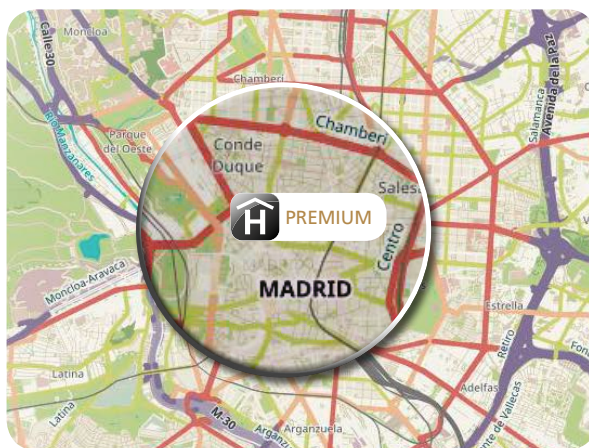 Calle 30
Moncloa
Chamberí
Salamanca
Avenida de la Paz
Río Manzanares
Parque
del Oeste
Conde
Duque
Chamberí
Sales
H PREMIUM
Centro
MADRID
Moncloa-Aravaca
Estrella
Retiro
Latina
Latina
M-30
Arganzuela
Adelfas